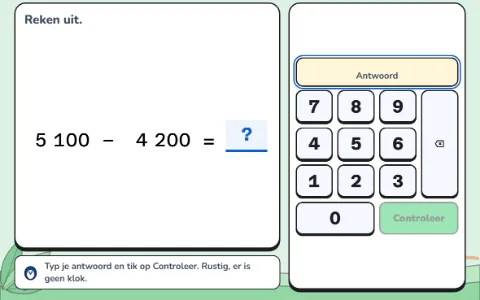 Reken uit.
5 100 – 4 200 = ?
Typ je antwoord en tik op Controleer. Rustig, er is
geen klok.
Antwoord
7 8 9
4 5 6
1 2 3
0 Controleer